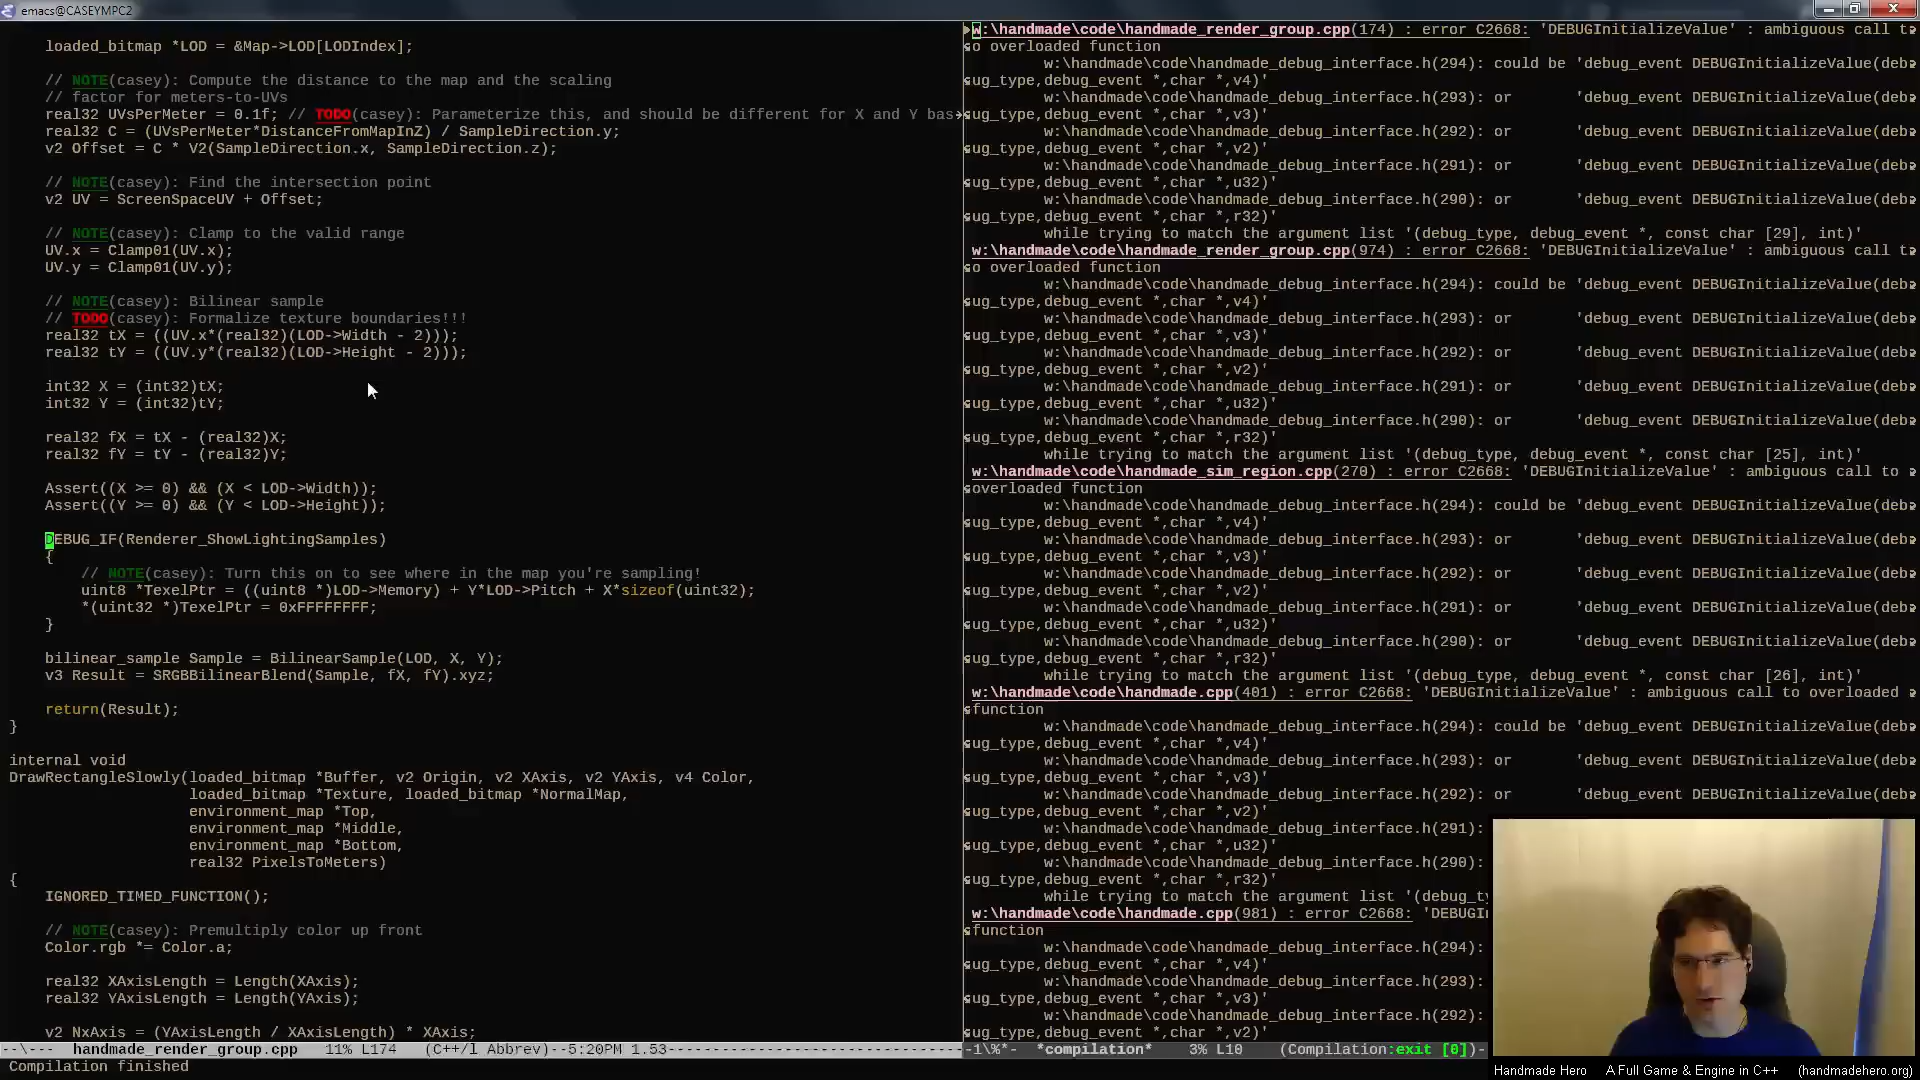 emacs@CASEYMPC2
loaded_bitmap *LOD = &Map->LOD[LODIndex];
// NOTE(casey): Compute the distance to the map and the scaling
// factor for meters-to-UVs
real32 UVsPerMeter = 0.1f; // TODO(casey): Parameterize this, and should be different for X and Y bas
real32 C = (UVsPerMeter*DistanceFromMapInZ) / SampleDirection.y;
v2 Offset = C * V2(SampleDirection.x, SampleDirection.z);
// NOTE(casey): Find the intersection point
v2 UV = ScreenSpaceUV + Offset;
// NOTE(casey): Clamp to the valid range
UV.x = Clamp01(UV.x);
UV.y = Clamp01(UV.y);
// NOTE(casey): Bilinear sample
// TODO(casey): Formalize texture boundaries!!!
real32 tX = ((UV.x*(real32)(LOD->Width - 2)));
real32 tY = ((UV.y*(real32)(LOD->Height - 2)));
int32 X = (int32)tX;
int32 Y = (int32)tY;
real32 fX = tX - (real32)X;
real32 fY = tY - (real32)Y;
Assert((X >= 0) && (X < LOD->Width));
Assert((Y >= 0) && (Y < LOD->Height));
DEBUG_IF(Renderer_ShowLightingSamples)
{
// NOTE(casey): Turn this on to see where in the map you're sampling!
uint8 *TexelPtr = ((uint8 *)LOD->Memory) + Y*LOD->Pitch + X*sizeof(uint32);
*(uint32 *)TexelPtr = 0xFFFFFFFF;
}
bilinear_sample Sample = BilinearSample(LOD, X, Y);
v3 Result = SRGBBilinearBlend(Sample, fX, fY).xyz;
return(Result);
}
internal void
DrawRectangleSlowly(loaded_bitmap *Buffer, v2 Origin, v2 XAxis, v2 YAxis, v4 Color,
loaded_bitmap *Texture, loaded_bitmap *NormalMap,
environment_map *Top,
environment_map *Middle,
environment_map *Bottom,
real32 PixelsToMeters)
{
IGNORED_TIMED_FUNCTION();
// NOTE(casey): Premultiply color up front
Color.rgb *= Color.a;
real32 XAxisLength = Length(XAxis);
real32 YAxisLength = Length(YAxis);
v2 NxAxis = (YAxisLength / XAxisLength) * XAxis;
--\--- handmade_render_group.cpp 11% L174 (C++/l Abbrev)--5:20PM 1.53
Compilation finished
w:\handmade\code\handmade_render_group.cpp(174) : error C2668: 'DEBUGInitializeValue' : ambiguous call t
o overloaded function
w:\handmade\code\handmade_debug_interface.h(294): could be 'debug_event DEBUGInitializeValue(deb
ug_type,debug_event *,char *,v4)'
w:\handmade\code\handmade_debug_interface.h(293): or 'debug_event DEBUGInitializeValue(deb
ug_type,debug_event *,char *,v3)'
w:\handmade\code\handmade_debug_interface.h(292): or 'debug_event DEBUGInitializeValue(deb
ug_type,debug_event *,char *,v2)'
w:\handmade\code\handmade_debug_interface.h(291): or 'debug_event DEBUGInitializeValue(deb
ug_type,debug_event *,char *,u32)'
w:\handmade\code\handmade_debug_interface.h(290): or 'debug_event DEBUGInitializeValue(deb
ug_type,debug_event *,char *,r32)'
while trying to match the argument list '(debug_type, debug_event *, const char [29], int)'
w:\handmade\code\handmade_render_group.cpp(974) : error C2668: 'DEBUGInitializeValue' : ambiguous call t
o overloaded function
w:\handmade\code\handmade_debug_interface.h(294): could be 'debug_event DEBUGInitializeValue(deb
ug_type,debug_event *,char *,v4)'
w:\handmade\code\handmade_debug_interface.h(293): or 'debug_event DEBUGInitializeValue(deb
ug_type,debug_event *,char *,v3)'
w:\handmade\code\handmade_debug_interface.h(292): or 'debug_event DEBUGInitializeValue(deb
ug_type,debug_event *,char *,v2)'
w:\handmade\code\handmade_debug_interface.h(291): or 'debug_event DEBUGInitializeValue(deb
ug_type,debug_event *,char *,u32)'
w:\handmade\code\handmade_debug_interface.h(290): or 'debug_event DEBUGInitializeValue(deb
ug_type,debug_event *,char *,r32)'
while trying to match the argument list '(debug_type, debug_event *, const char [25], int)'
w:\handmade\code\handmade_sim_region.cpp(270) : error C2668: 'DEBUGInitializeValue' : ambiguous call to
overloaded function
w:\handmade\code\handmade_debug_interface.h(294): could be 'debug_event DEBUGInitializeValue(deb
ug_type,debug_event *,char *,v4)'
w:\handmade\code\handmade_debug_interface.h(293): or 'debug_event DEBUGInitializeValue(deb
ug_type,debug_event *,char *,v3)'
w:\handmade\code\handmade_debug_interface.h(292): or 'debug_event DEBUGInitializeValue(deb
ug_type,debug_event *,char *,v2)'
w:\handmade\code\handmade_debug_interface.h(291): or 'debug_event DEBUGInitializeValue(deb
ug_type,debug_event *,char *,u32)'
w:\handmade\code\handmade_debug_interface.h(290): or 'debug_event DEBUGInitializeValue(deb
ug_type,debug_event *,char *,r32)'
while trying to match the argument list '(debug_type, debug_event *, const char [26], int)'
w:\handmade\code\handmade.cpp(401) : error C2668: 'DEBUGInitializeValue' : ambiguous call to overloaded
function
w:\handmade\code\handmade_debug_interface.h(294): could be 'debug_event DEBUGInitializeValue(deb
ug_type,debug_event *,char *,v4)'
w:\handmade\code\handmade_debug_interface.h(293): or 'debug_event DEBUGInitializeValue(deb
ug_type,debug_event *,char *,v3)'
w:\handmade\code\handmade_debug_interface.h(292): or 'debug_event DEBUGInitializeValue(deb
ug_type,debug_event *,char *,v2)'
w:\handmade\code\handmade_debug_interface.h(291):
ug_type,debug_event *,char *,u32)'
w:\handmade\code\handmade_debug_interface.h(290):
ug_type,debug_event *,char *,r32)'
while trying to match the argument list '(debug_ty
w:\handmade\code\handmade.cpp(981) : error C2668: 'DEBUGI
function
w:\handmade\code\handmade_debug_interface.h(294):
ug_type,debug_event *,char *,v4)'
w:\handmade\code\handmade_debug_interface.h(293):
ug_type,debug_event *,char *,v3)'
w:\handmade\code\handmade_debug_interface.h(292):
ug_type,debug_event *,char *,v2)'
-1\%*- *compilation* 3% L10 (Compilation:exit [0])-
Handmade Hero A Full Game & Engine in C++ (handmadehero.org)